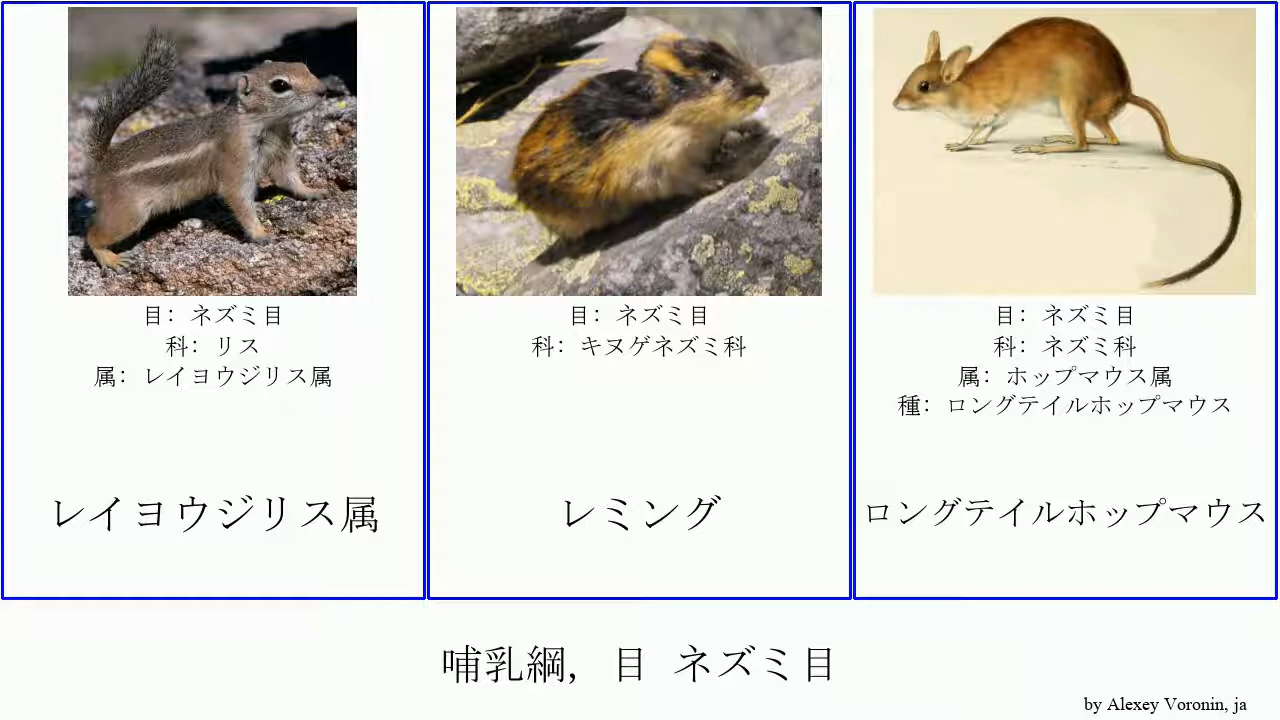 目: ネズミ目
科: リス
属: レイヨウジリス属
レイヨウジリス属
目: ネズミ目
科: キヌゲネズミ科
レミング
目: ネズミ目
科: ネズミ科
属: ホップマウス属
種: ロングテイルホップマウス
ロングテイルホップマウス
哺乳綱, 目 ネズミ目
by Alexey Voronin, ja